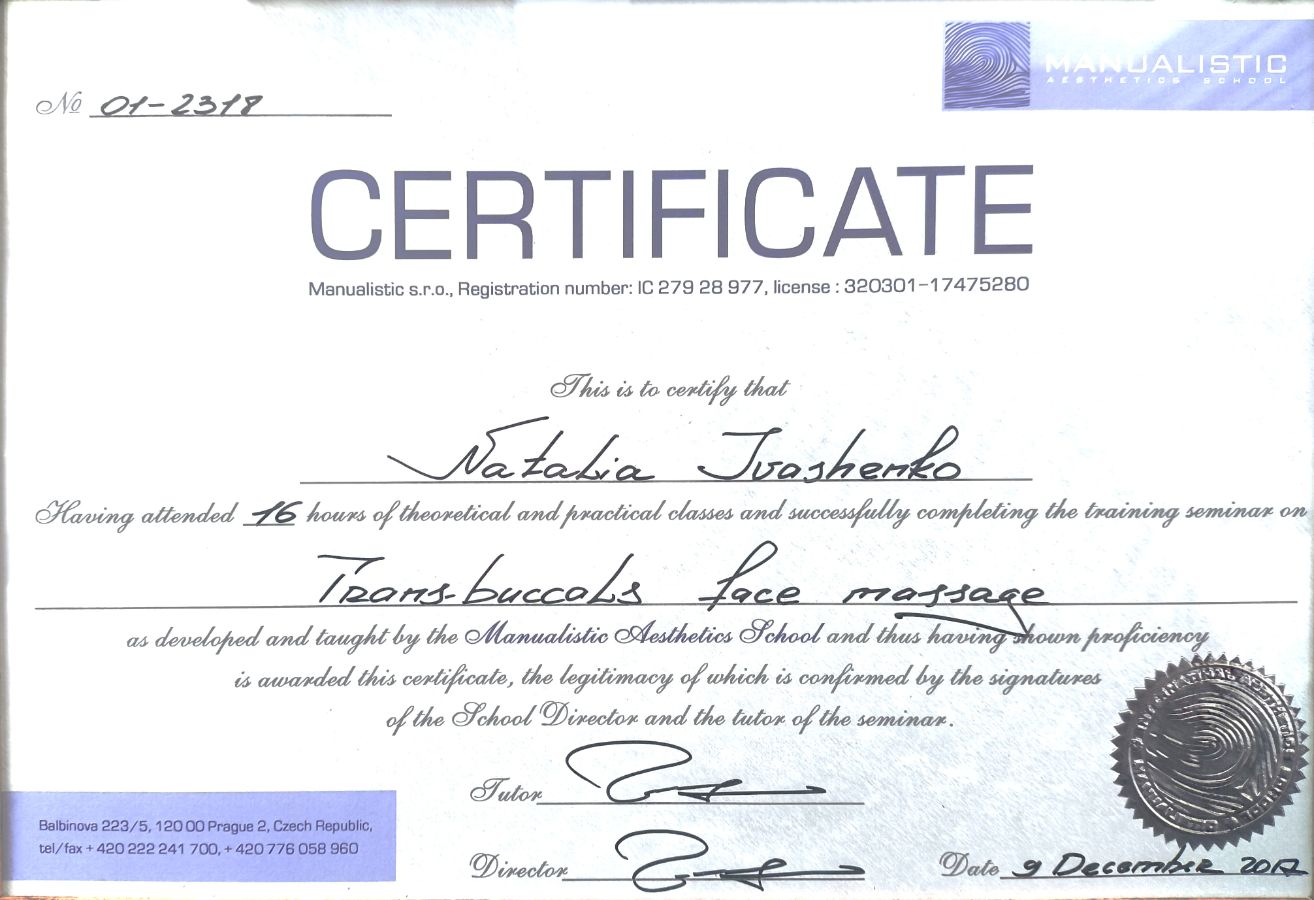 № 01-2318
MANUALISTIC
AESTHETICS SCHOOL
CERTIFICATE
Manualistic s.r.o., Registration number: IC 279 28 977, license : 320301-17475280
This is to certify that
Natalia Ivashenko
Having attended 16 hours of theoretical and practical classes and successfully completing the training seminar on
Trans-buccals face massage
as developed and taught by the Manualistic Aesthetics School and thus having shown proficiency
is awarded this certificate, the legitimacy of which is confirmed by the signatures
of the School Director and the tutor of the seminar.
Tutor
Balbinova 223/5, 120 00 Prague 2, Czech Republic,
tel/fax + 420 222 241 700, + 420 776 058 960
Director
Date 9 December 2017